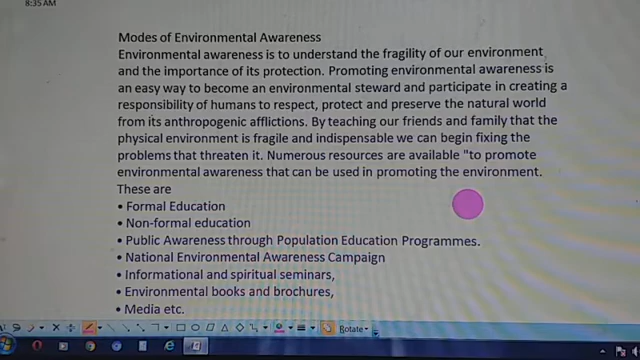 8:35 AM
Modes of Environmental Awareness
Environmental awareness is to understand the fragility of our environment
and the importance of its protection. Promoting environmental awareness is
an easy way to become an environmental steward and participate in creating a
responsibility of humans to respect, protect and preserve the natural world
from its anthropogenic afflictions. By teaching our friends and family that the
physical environment is fragile and indispensable we can begin fixing the
problems that threaten it. Numerous resources are available "to promote
environmental awareness that can be used in promoting the environment.
These are
• Formal Education
• Non-formal education
• Public Awareness through Population Education Programmes.
• National Environmental Awareness Campaign
• Informational and spiritual seminars,
• Environmental books and brochures,
• Media etc.
Rotate